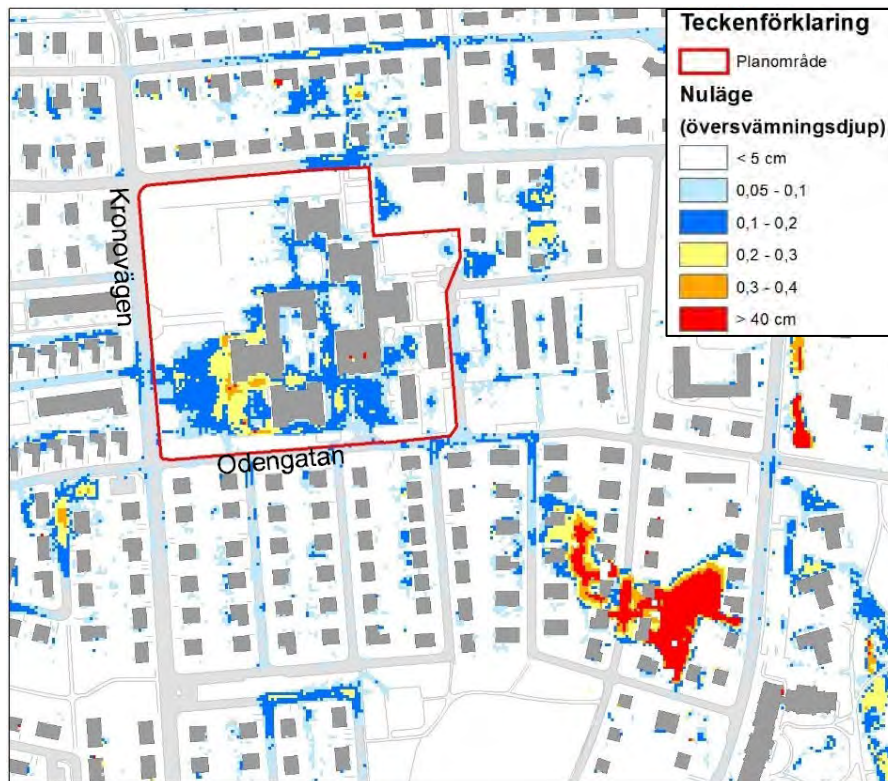 Teckenförklaring
Planområde
Nuläge
(översvämningsdjup)
< 5 cm
0,05 - 0,1
0,1 - 0,2
0,2 - 0,3
0,3 - 0,4
> 40 cm
Kronovägen
Odengatan